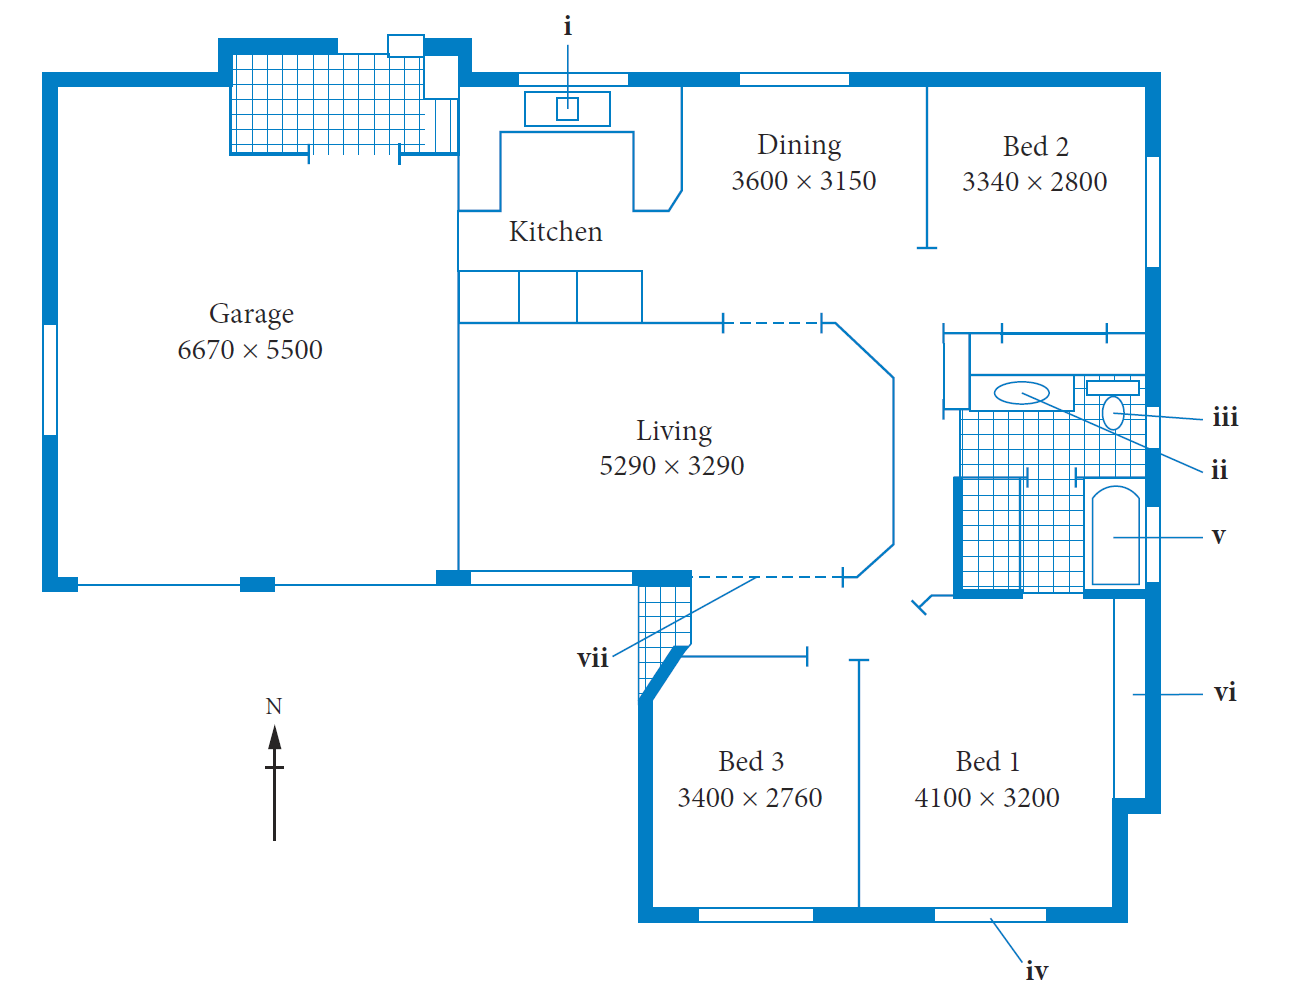 i
Dining
3600 × 3150
Bed 2
3340 × 2800
Kitchen
Garage
6670 × 5500
Living
5290 × 3290
iii
ii
v
vii
vi
N
Bed 3
3400 × 2760
Bed 1
4100 × 3200
iv